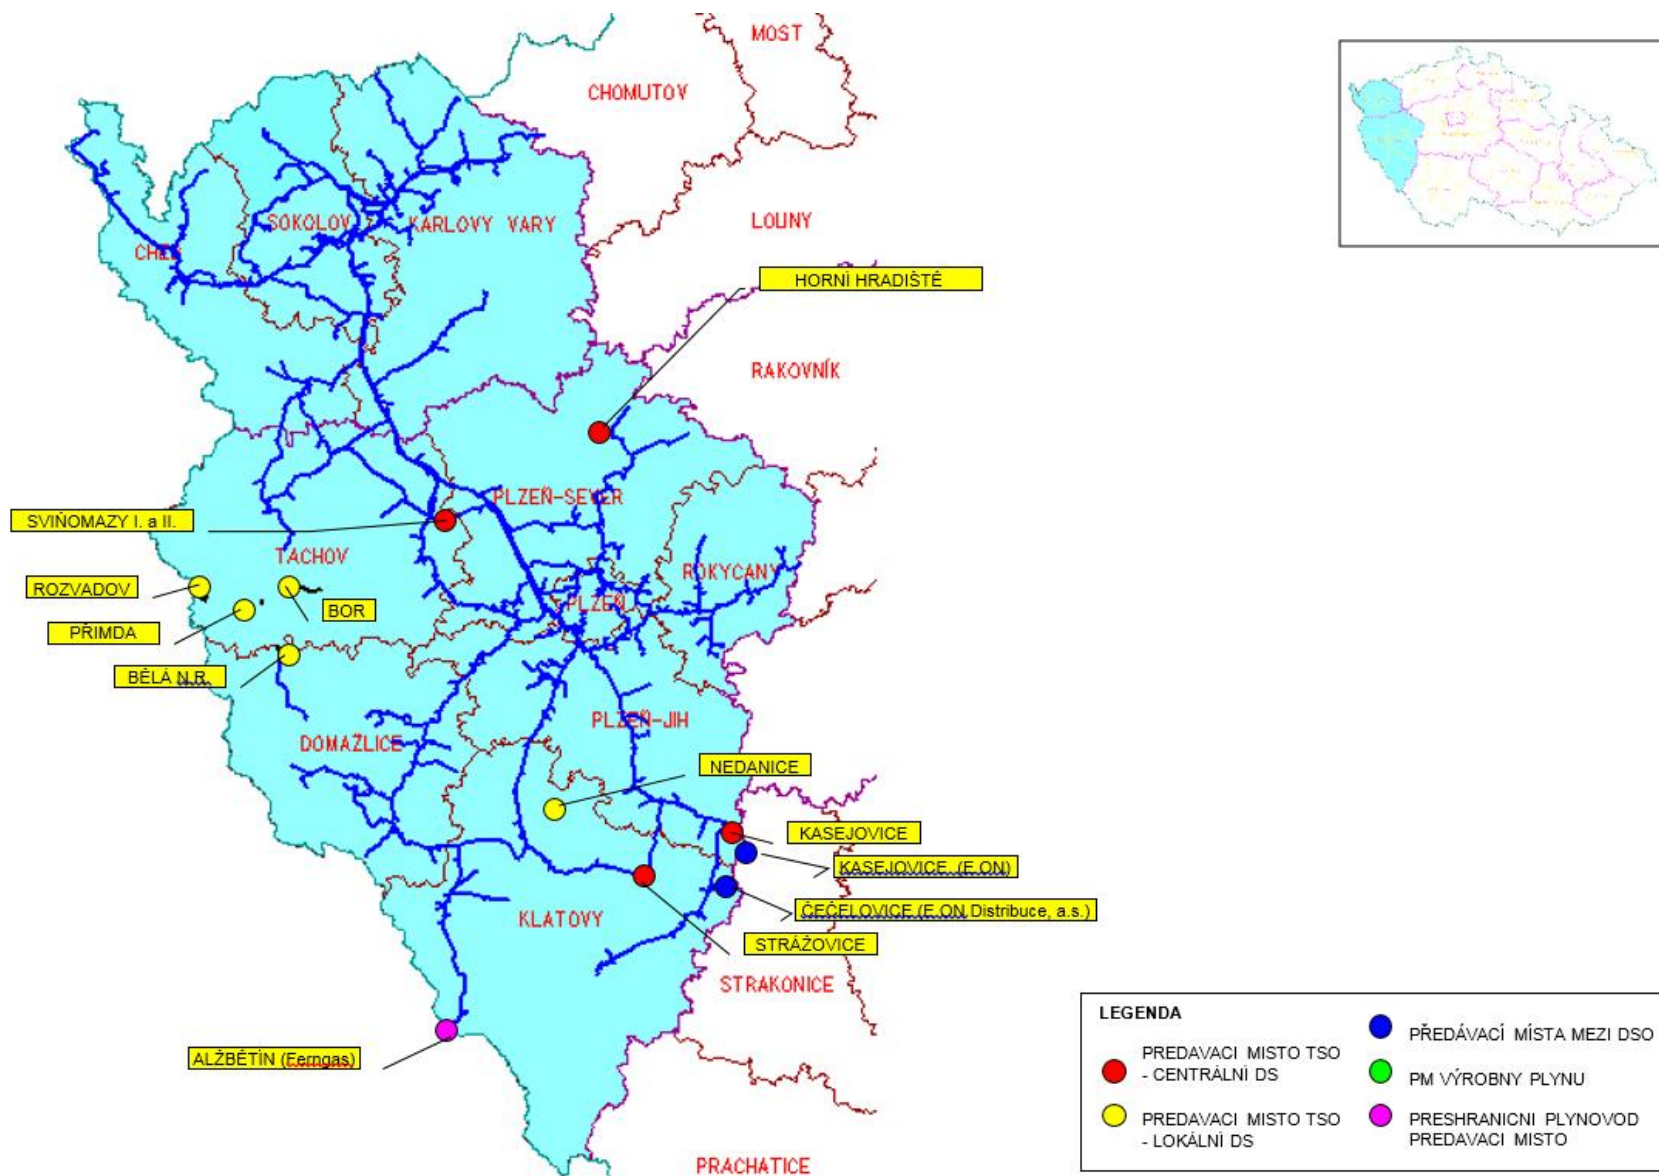 MOST
CHOMUTOV
SOKOLOV
KARLOVY VARY
LOUNY
CHEB
HORNÍ HRADIŠTĚ
RAKOVNÍK
PLZEŇ-SEVER
SVIŇOMAZY I. a II.
TACHOV
ROKYCANY
ROZVADOV
BOR
PLZEŇ
PŘIMDA
BĚLÁ N.R.
PLZEŇ-JIH
DOMAŽLICE
NEDANICE
KASEJOVICE
KASEJOVICE (E.ON)
ČEČELOVICE (E.ON Distribuce, a.s.)
KLATOVY
STRÁŽOVICE
STRAKONICE
ALŽBĚTÍN (Ferngas)
PRACHATICE
LEGENDA
PREDAVACI MISTO TSO
- CENTRÁLNÍ DS
PREDAVACI MISTO TSO
- LOKÁLNÍ DS
PŘEDÁVACÍ MÍSTA MEZI DSO
PM VÝROBNY PLYNU
PRESHRANICNI PLYNOVOD
PREDAVACI MISTO